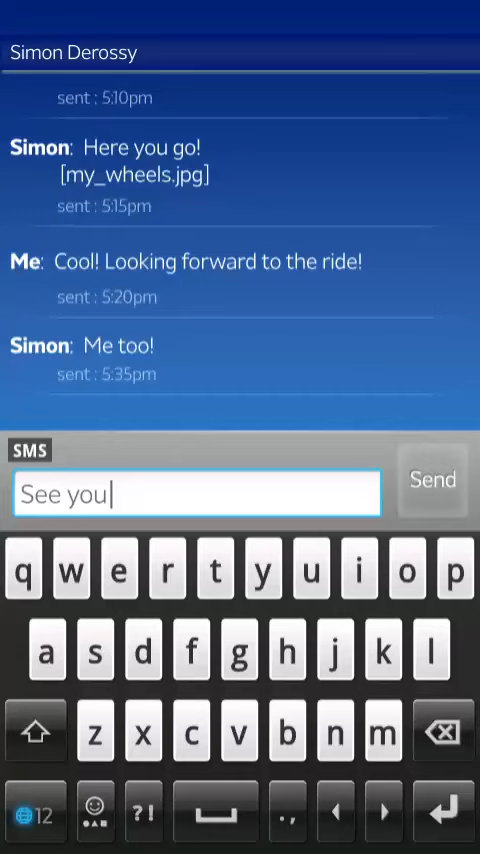 Simon Derossy
sent : 5:10pm
Simon: Here you go!
[my_wheels.jpg]
sent : 5:15pm
Me: Cool! Looking forward to the ride!
sent : 5:20pm
Simon: Me too!
sent : 5:35pm
SMS
See you
Send
q w e r t y u i o p
a s d f g h j k l
z x c v b n m
12 ?! .,